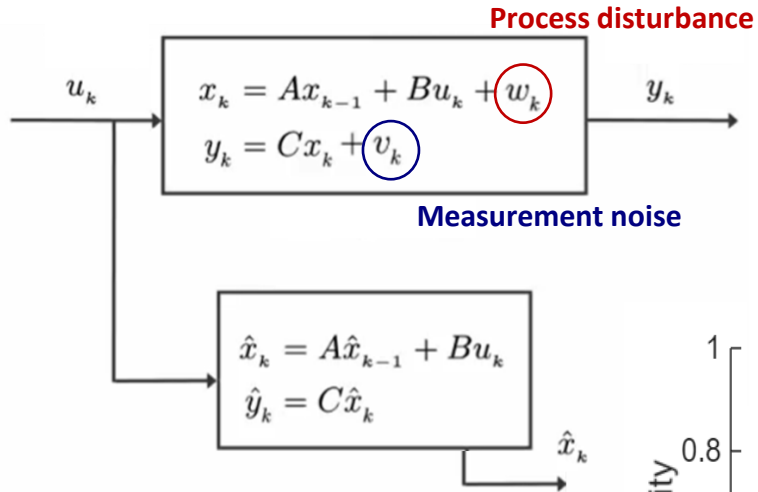 Process disturbance
u_k
x_k = Ax_{k-1} + Bu_k + w_k
y_k
y_k = Cx_k + v_k
Measurement noise
x̂_k = Ax̂_{k-1} + Bu_k
ŷ_k = Cx̂_k
1
x̂_k
0.8